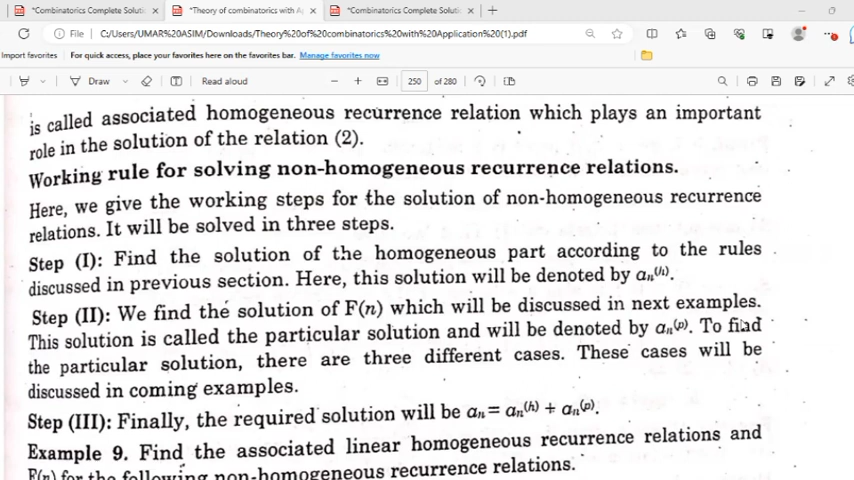 *Combinatorics Complete Soluti
*Theory of combinatorics with A
*Combinatorics Complete Soluti
File C:/Users/UMAR%20ASIM/Downloads/Theory%20of%20combinatorics%20with%20Application%20(1).pdf
Import favorites For quick access, place your favorites here on the favorites bar. Manage favorites now
Draw Read aloud 250 of 280
is called associated homogeneous recurrence relation which plays an important
role in the solution of the relation (2).
Working rule for solving non-homogeneous recurrence relations.
Here, we give the working steps for the solution of non-homogeneous recurrence
relations. It will be solved in three steps.
Step (I): Find the solution of the homogeneous part according to the rules
discussed in previous section. Here, this solution will be denoted by aₙ⁽ʰ⁾.
Step (II): We find the solution of F(n) which will be discussed in next examples.
This solution is called the particular solution and will be denoted by aₙ⁽ᵖ⁾. To find
the particular solution, there are three different cases. These cases will be
discussed in coming examples.
Step (III): Finally, the required solution will be aₙ = aₙ⁽ʰ⁾ + aₙ⁽ᵖ⁾.
Example 9. Find the associated linear homogeneous recurrence relations and
F(n) for the following non-homogeneous recurrence relations.